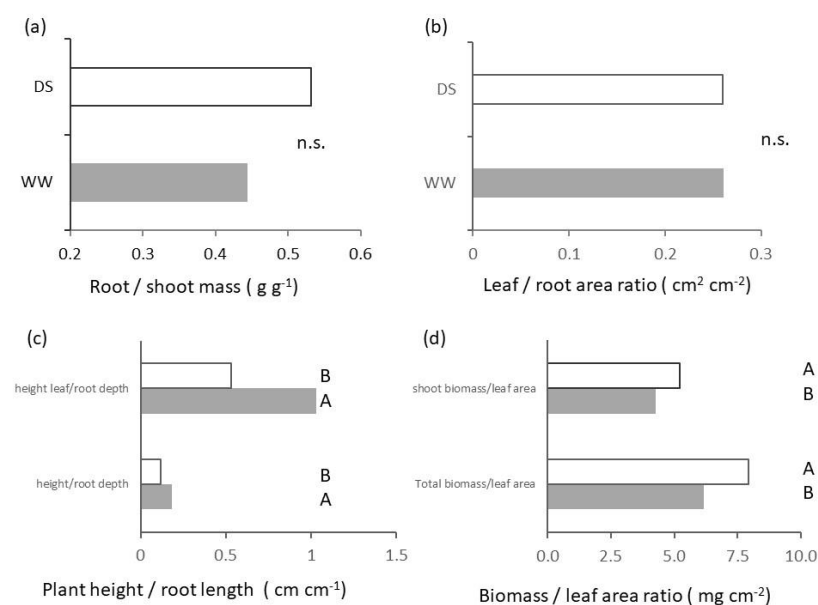 (a)
DS
n.s.
WW
0.2 0.3 0.4 0.5 0.6
Root / shoot mass ( g g⁻¹)
(b)
DS
n.s.
WW
0 0.1 0.2 0.3
Leaf / root area ratio ( cm² cm⁻²)
(c)
height leaf/root depth
B
A
height/root depth
B
A
0 0.5 1 1.5
Plant height / root length ( cm cm⁻¹)
(d)
shoot biomass/leaf area
A
B
Total biomass/leaf area
A
B
0.0 2.5 5.0 7.5 10.0
Biomass / leaf area ratio ( mg cm⁻²)